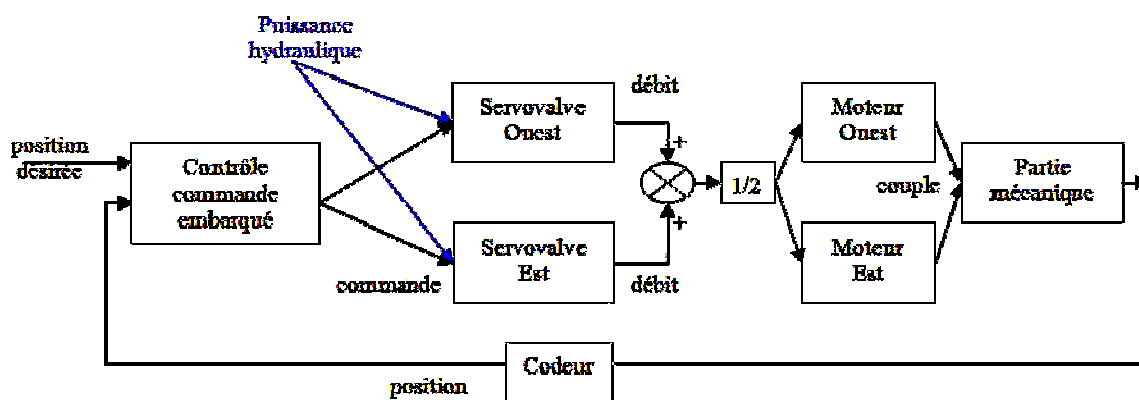 Puissance
hydraulique
position
désirée
Contrôle
commande
embarqué
Servovalve
Ouest
débit
+
Servovalve
Est
débit
+
commande
1/2
Moteur
Ouest
couple
Moteur
Est
Partie
mécanique
Codeur
position